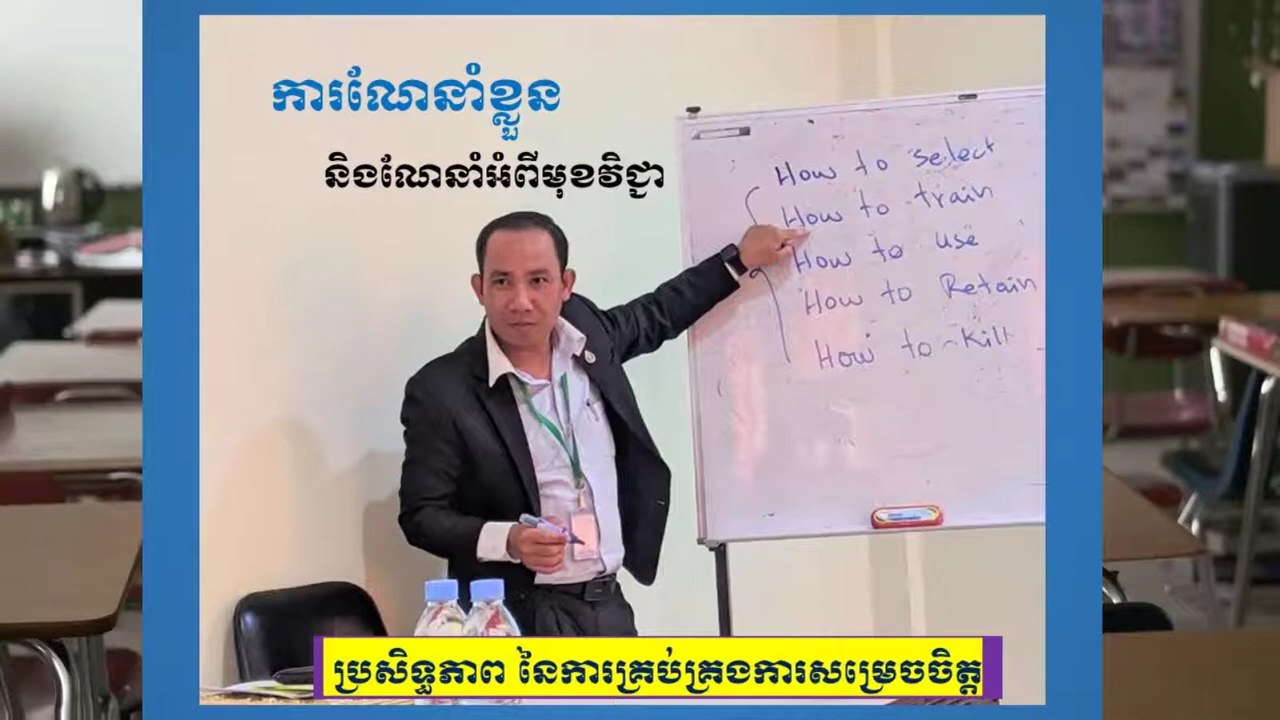 ការណែនាំខ្លួន
និងណែនាំអំពីមុខវិជ្ជា
How to select
How to train
How to use
How to Retain
How to kill
ប្រសិទ្ធភាព នៃការគ្រប់គ្រងការសម្រេចចិត្ត